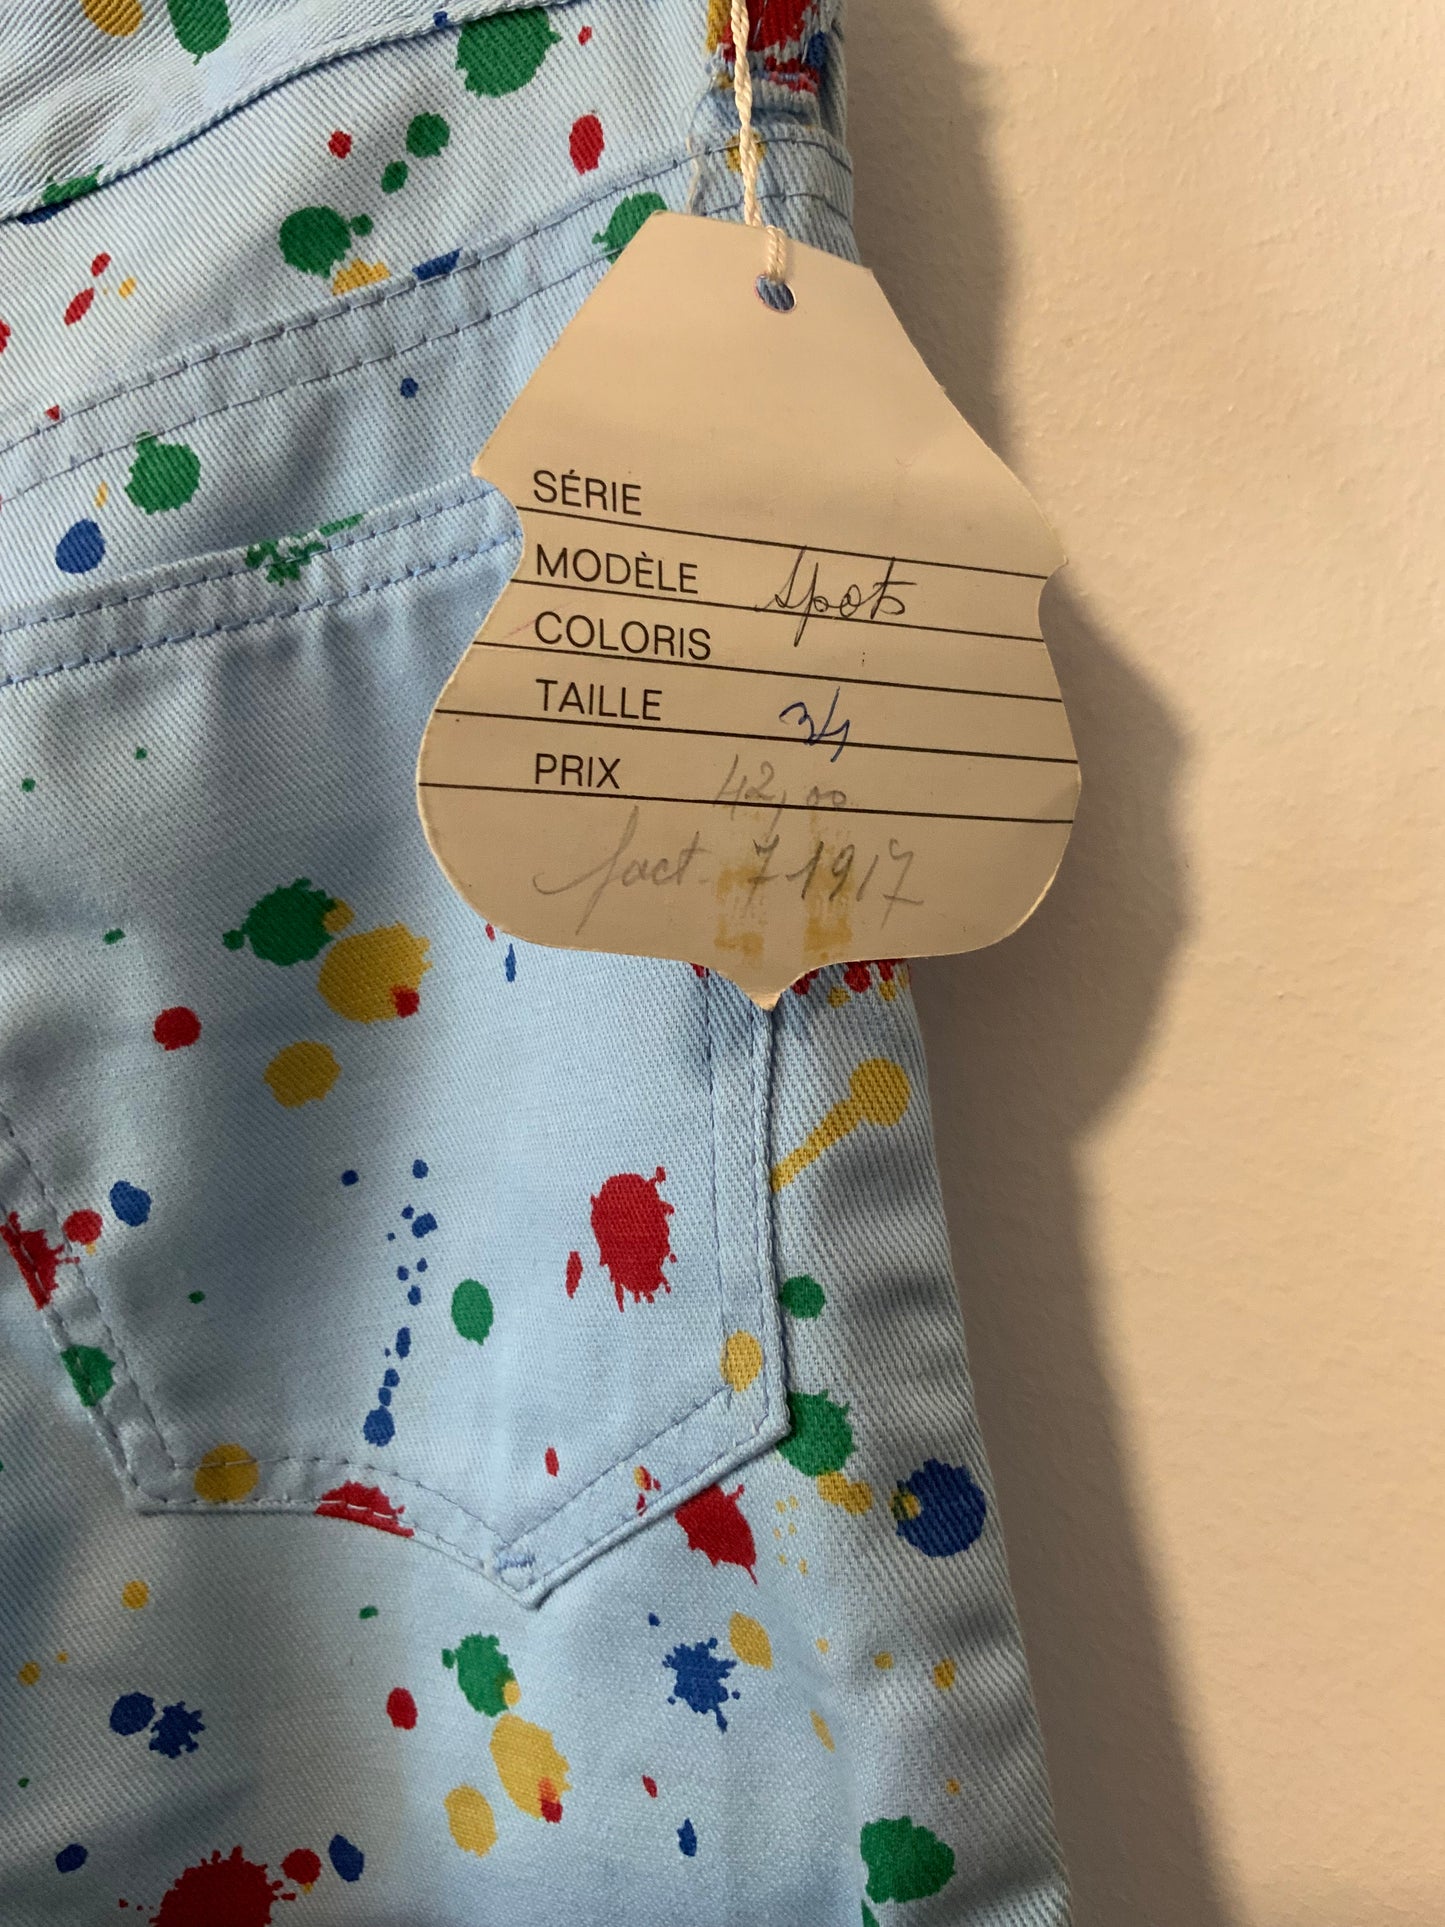 SÉRIE
MODÈLE Spots
COLORIS
TAILLE 34
PRIX 42,00
fact. 71917